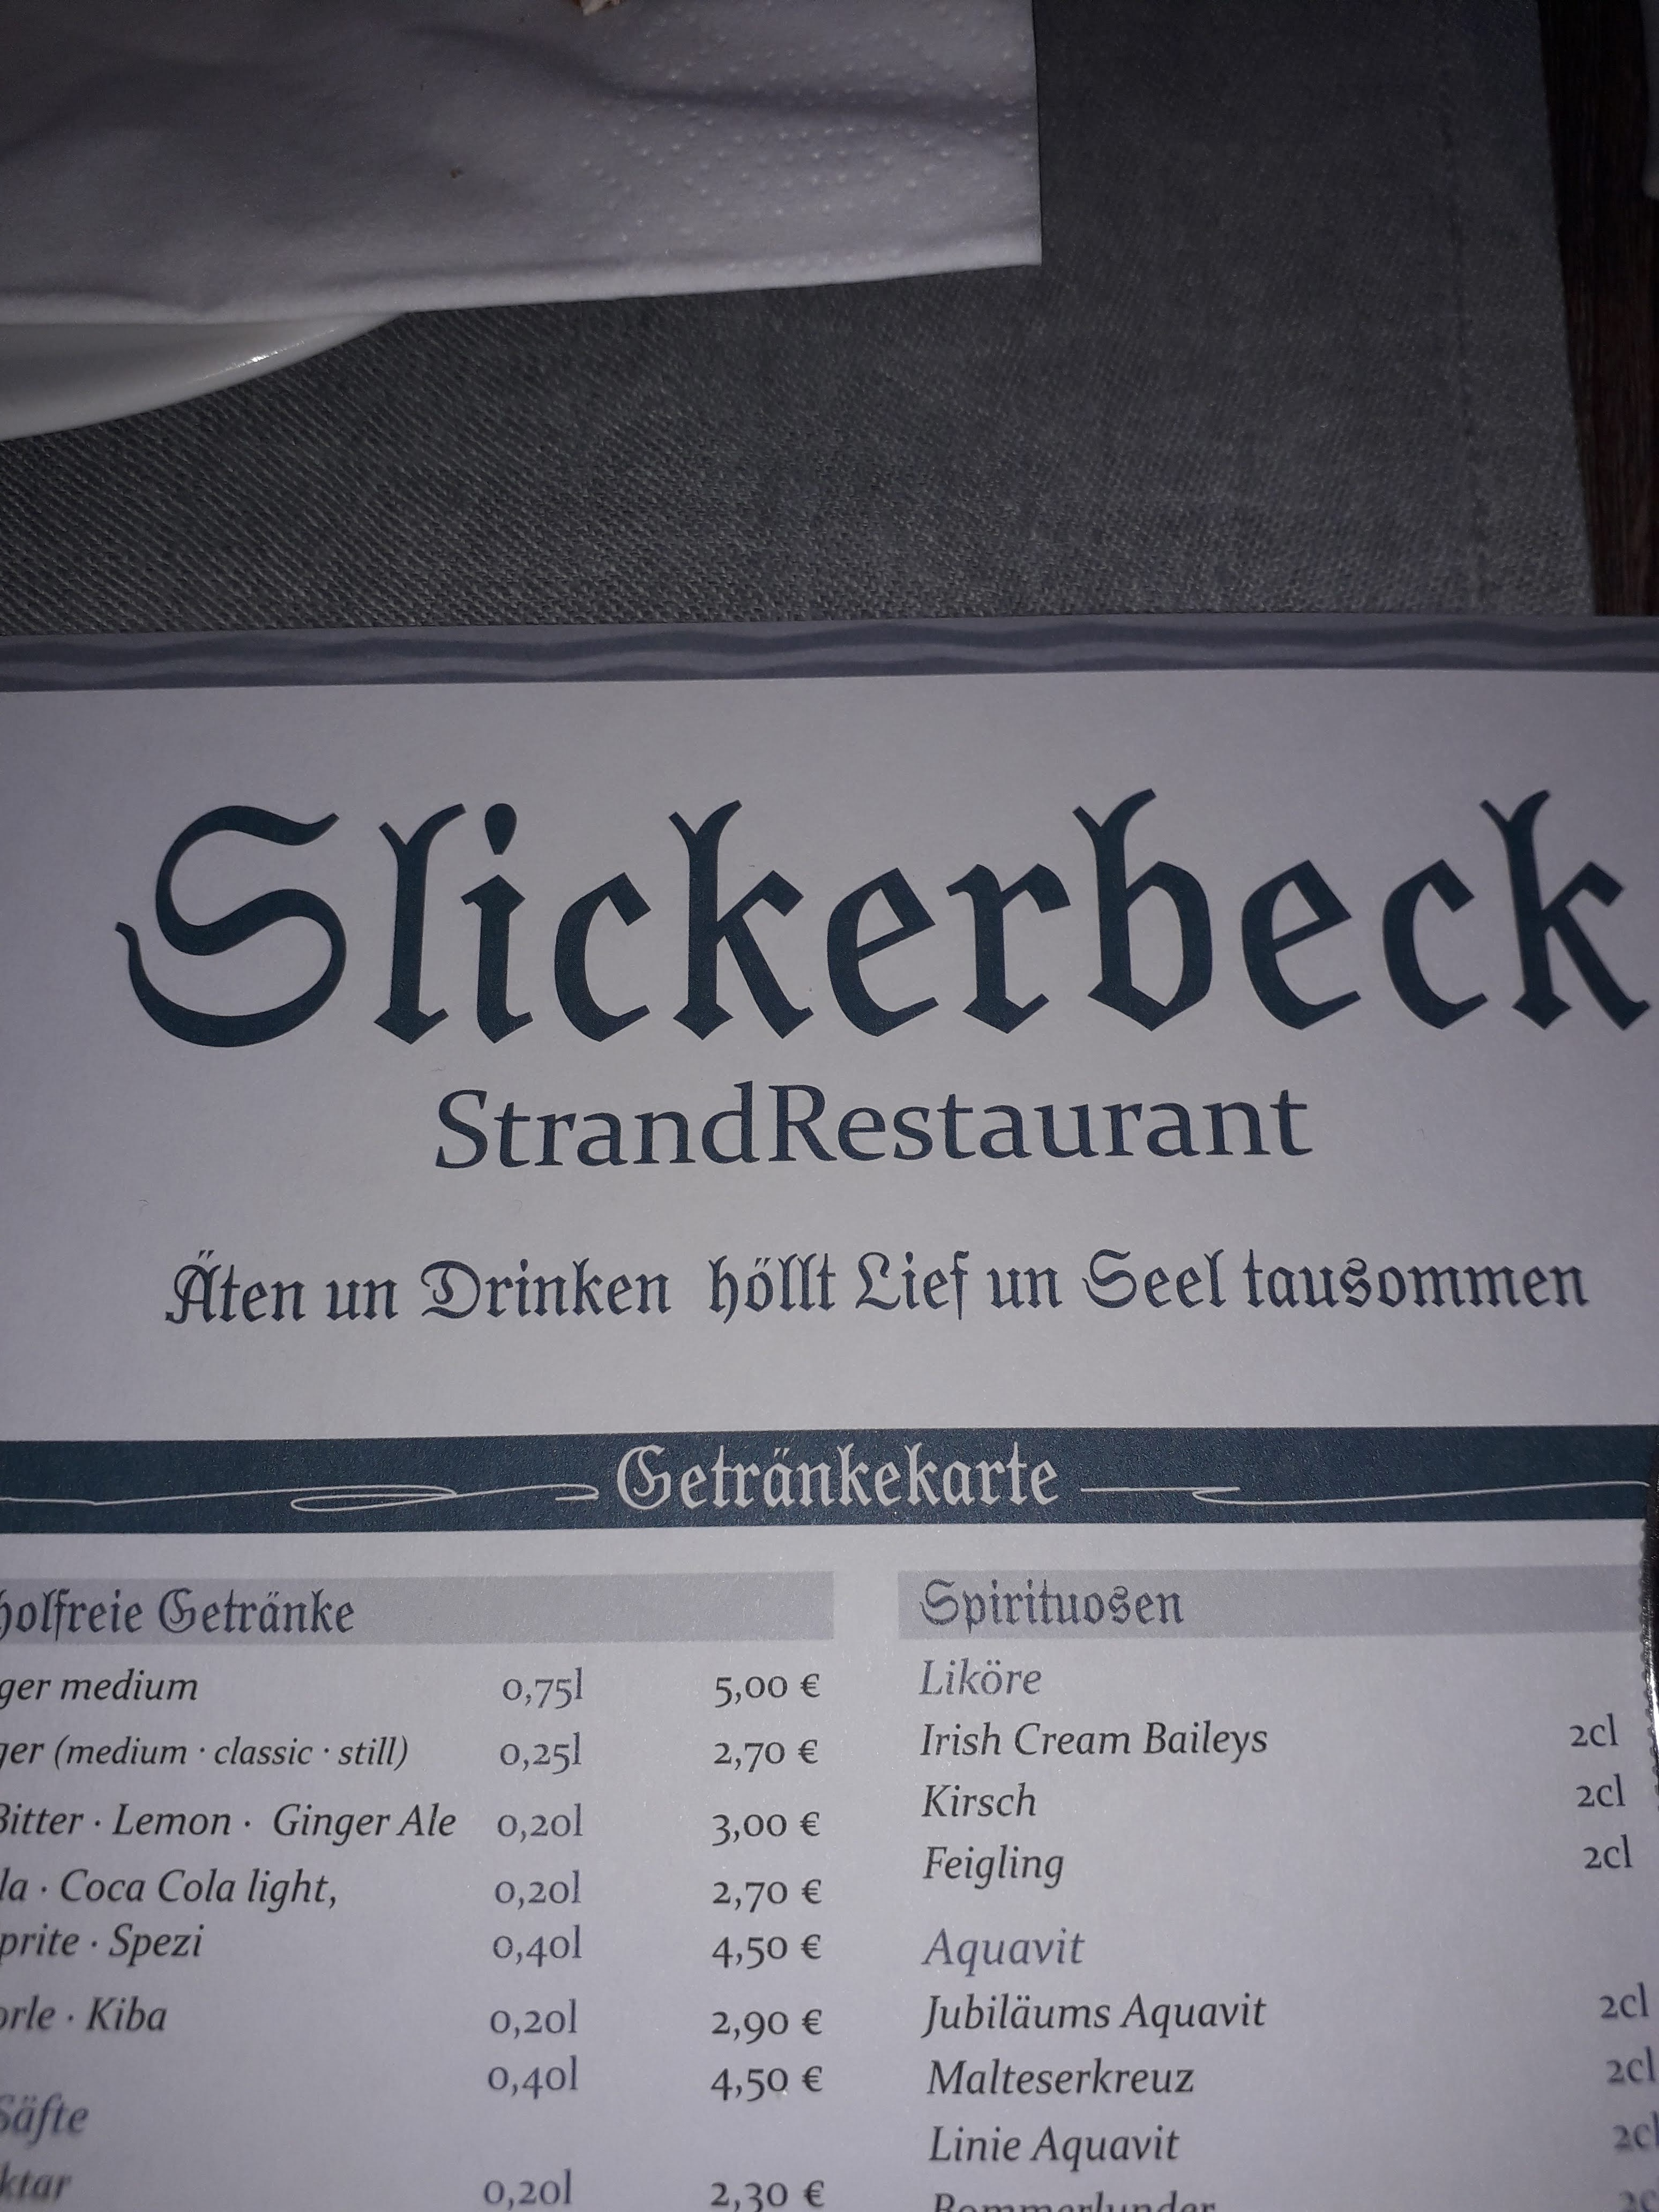 Slickerbeck
StrandRestaurant
Äten un Drinken höllt Lief un Seel tausommen
Getränkekarte
holfreie Getränke
ger medium 0,75l 5,00 €
ger (medium · classic · still) 0,25l 2,70 €
Bitter · Lemon · Ginger Ale 0,20l 3,00 €
la · Coca Cola light, 0,20l 2,70 €
prite · Spezi 0,40l 4,50 €
orle · Kiba 0,20l 2,90 €
0,40l 4,50 €
Säfte
ktar 0,20l 2,30 €
Spirituosen
Liköre
Irish Cream Baileys 2cl
Kirsch 2cl
Feigling 2cl
Aquavit
Jubiläums Aquavit 2cl
Malteserkreuz 2cl
Linie Aquavit 2cl
Bommerlunder